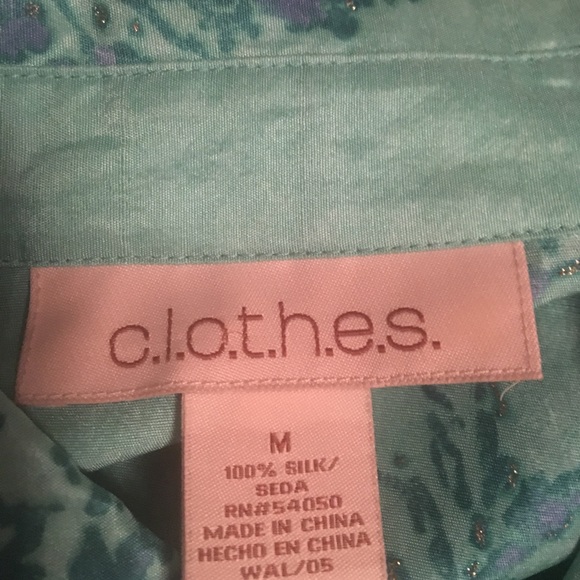 c.l.o.t.h.e.s.
M
100% SILK/
SEDA
RN#54050
MADE IN CHINA
HECHO EN CHINA
WAL/05